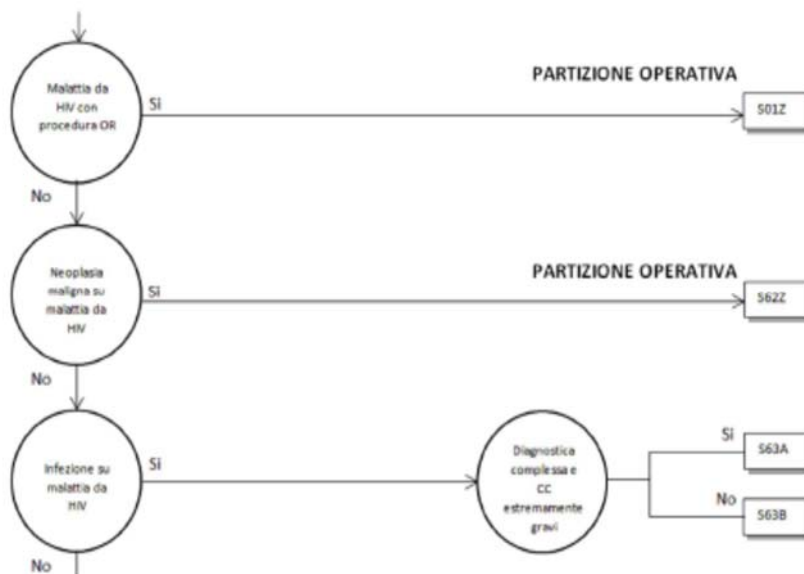 Malattia da
HIV con
procedura OR
Si
PARTIZIONE OPERATIVA
S01Z
No
Neoplasia
maligna su
malattia da
HIV
Si
PARTIZIONE OPERATIVA
S62Z
No
Infezione su
malattia da
HIV
Si
Diagnostica
complessa e
CC
estremamente
gravi
Si
S63A
No
S63B
No